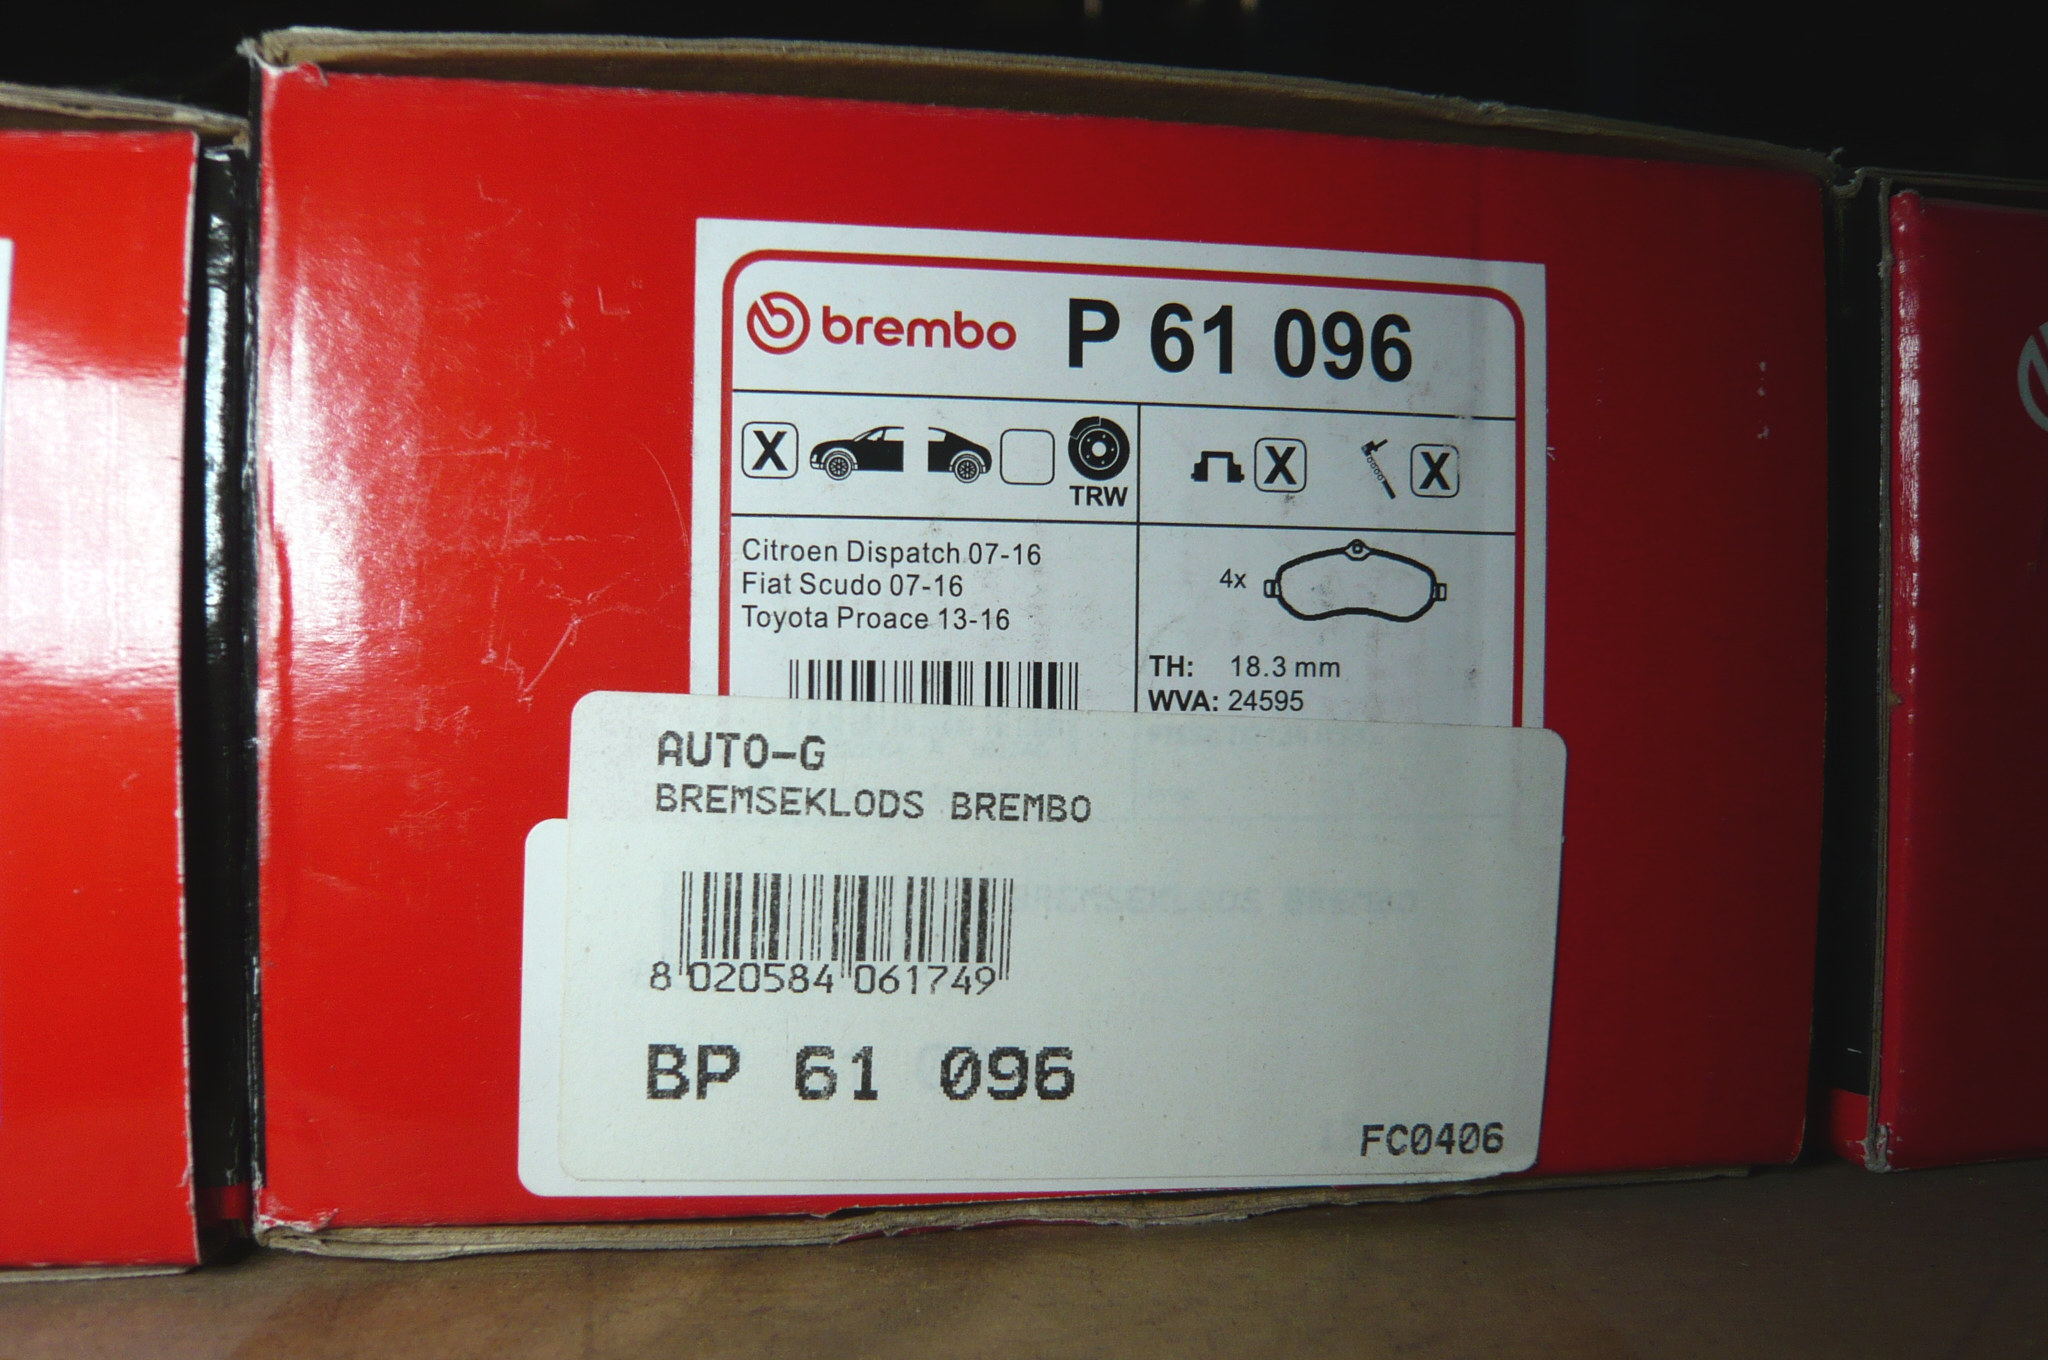 brembo P 61 096
X X X
TRW
Citroen Dispatch 07-16
Fiat Scudo 07-16
Toyota Proace 13-16
4x
TH: 18.3 mm
WVA: 24595
AUTO-G
BREMSEKLODS BREMBO
8 020584 061749
BP 61 096
FC0406